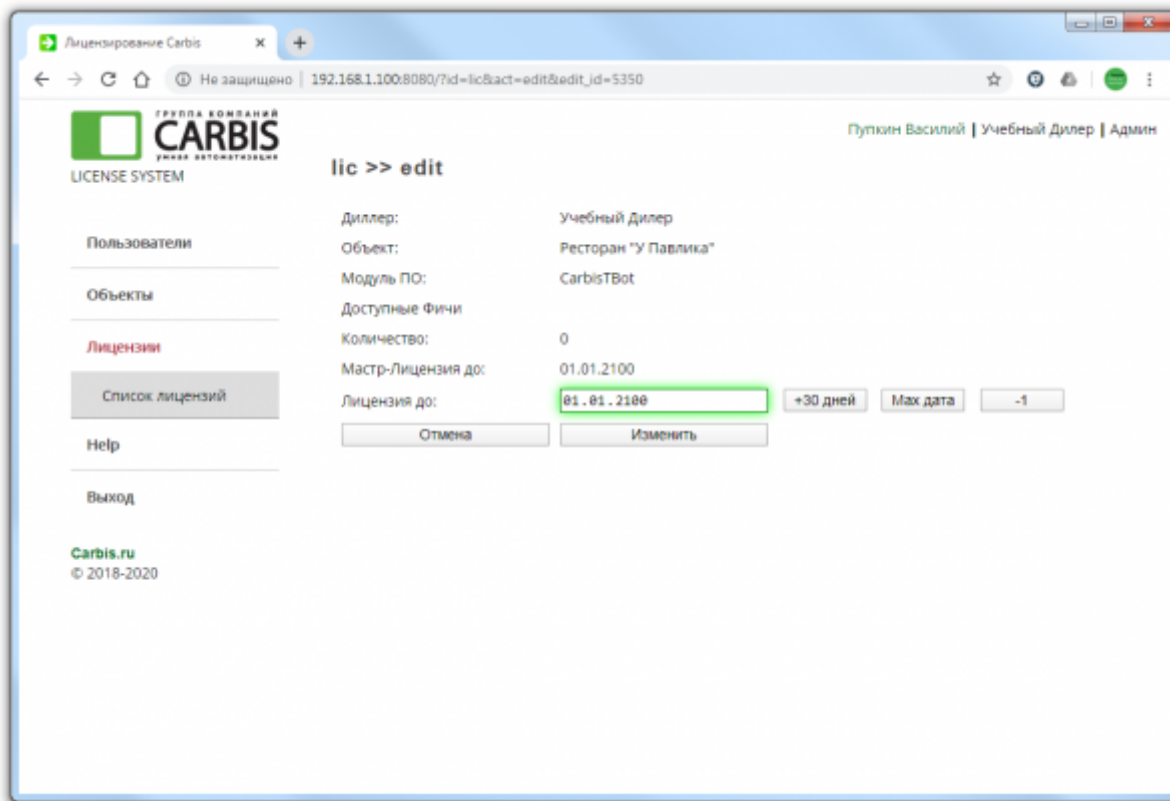 Лицензирование Carbis
Не защищено | 192.168.1.100:8080/?id=lic&act=edit&edit_id=5350
ГРУППА КОМПАНИЙ
CARBIS
умная автоматизация
LICENSE SYSTEM
Пупкин Василий | Учебный Дилер | Админ
lic >> edit
Диллер: Учебный Дилер
Объект: Ресторан "У Павлика"
Модуль ПО: CarbisTBot
Доступные Фичи
Количество: 0
Мастр-Лицензия до: 01.01.2100
Лицензия до: 01.01.2100 +30 дней Max дата -1
Отмена Изменить
Пользователи
Объекты
Лицензии
Список лицензий
Help
Выход
Carbis.ru
© 2018-2020